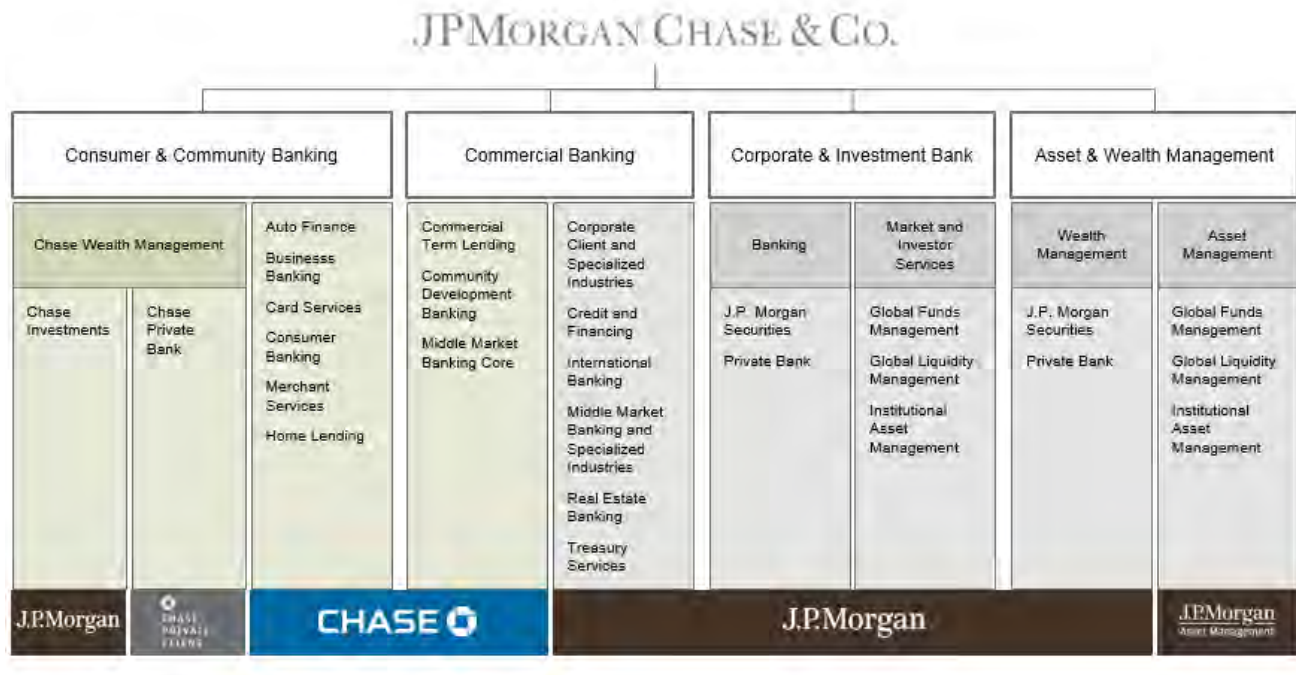 JPMORGAN CHASE & CO.
Consumer & Community Banking
Commercial Banking
Corporate & Investment Bank
Asset & Wealth Management
Chase Wealth Management
Chase
Investments
Chase
Private
Bank
Auto Finance
Businesss
Banking
Card Services
Consumer
Banking
Merchant
Services
Home Lending
Commercial
Term Lending
Community
Development
Banking
Middle Market
Banking Core
Corporate
Client and
Specialized
Industries
Credit and
Financing
International
Banking
Middle Market
Banking and
Specialized
Industries
Real Estate
Banking
Treasury
Services
Banking
J.P. Morgan
Securities
Private Bank
Market and
Investor
Services
Global Funds
Management
Global Liquidity
Management
Institutional
Asset
Management
Wealth
Management
J.P. Morgan
Securities
Private Bank
Asset
Management
Global Funds
Management
Global Liquidity
Management
Institutional
Asset
Management
J.P.Morgan
CHASE
PRIVATE
CLIENT
CHASE
J.P.Morgan
J.P.Morgan
Asset Management